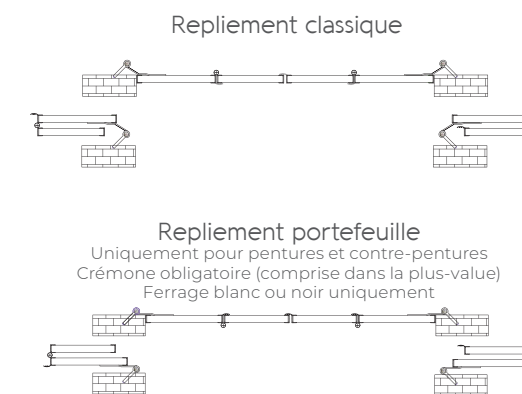 Repliement classique
Repliement portefeuille
Uniquement pour pentures et contre-pentures
Crémone obligatoire (comprise dans la plus-value)
Ferrage blanc ou noir uniquement